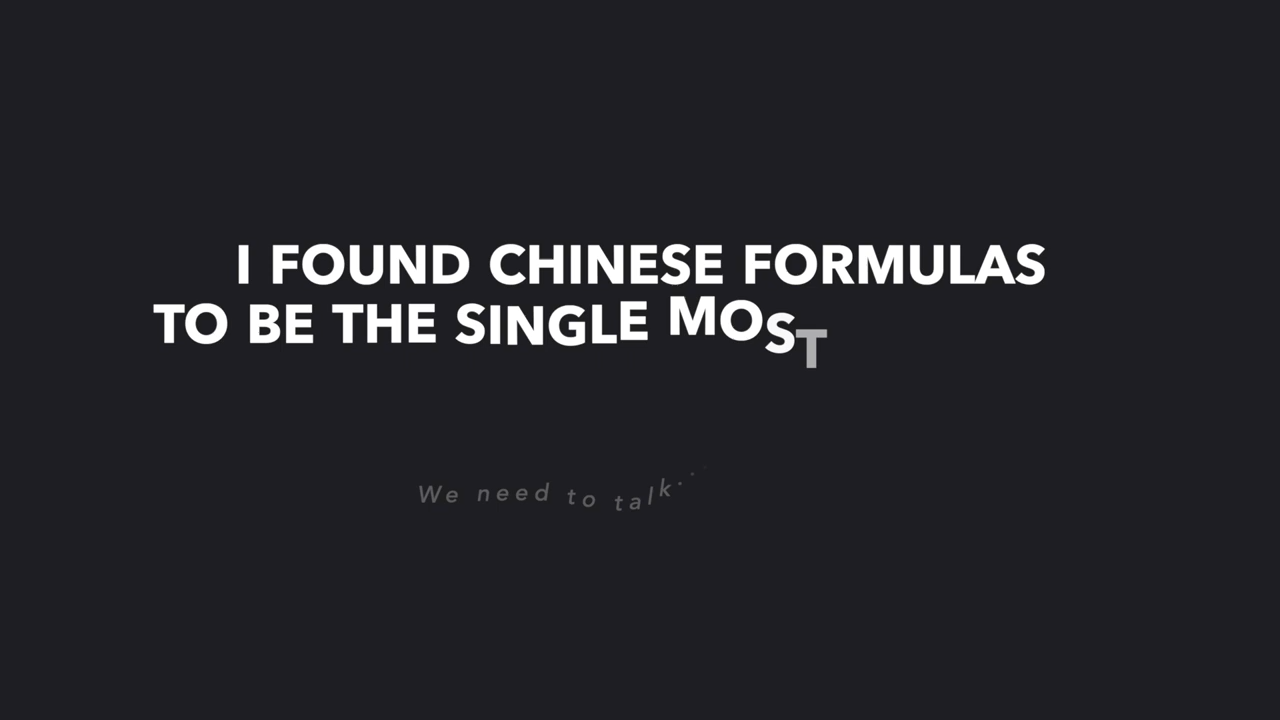 I FOUND CHINESE FORMULAS
TO BE THE SINGLE MOST
We need to talk...